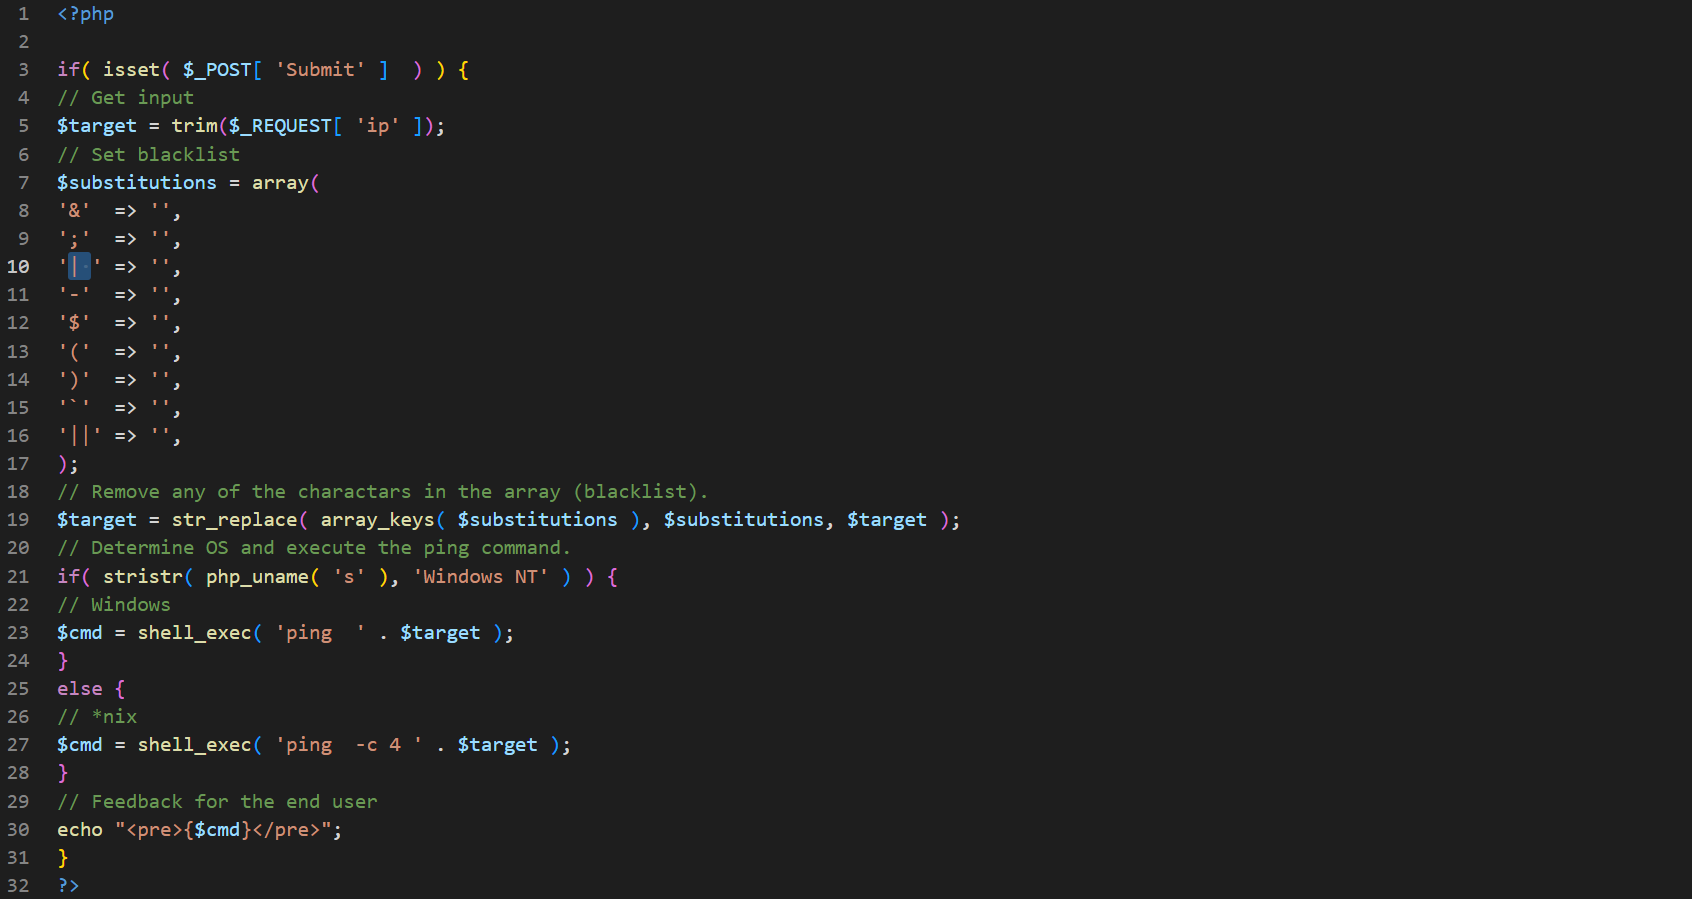 1 <?php
2
3 if( isset( $_POST[ 'Submit' ]  ) ) {
4 // Get input
5 $target = trim($_REQUEST[ 'ip' ]);
6 // Set blacklist
7 $substitutions = array(
8 '&'  => '',
9 ';'  => '',
10 '| ' => '',
11 '-'  => '',
12 '$'  => '',
13 '('  => '',
14 ')'  => '',
15 '`'  => '',
16 '||' => '',
17 );
18 // Remove any of the charactars in the array (blacklist).
19 $target = str_replace( array_keys( $substitutions ), $substitutions, $target );
20 // Determine OS and execute the ping command.
21 if( stristr( php_uname( 's' ), 'Windows NT' ) ) {
22 // Windows
23 $cmd = shell_exec( 'ping  ' . $target );
24 }
25 else {
26 // *nix
27 $cmd = shell_exec( 'ping  -c 4 ' . $target );
28 }
29 // Feedback for the end user
30 echo "<pre>{$cmd}</pre>";
31 }
32 ?>